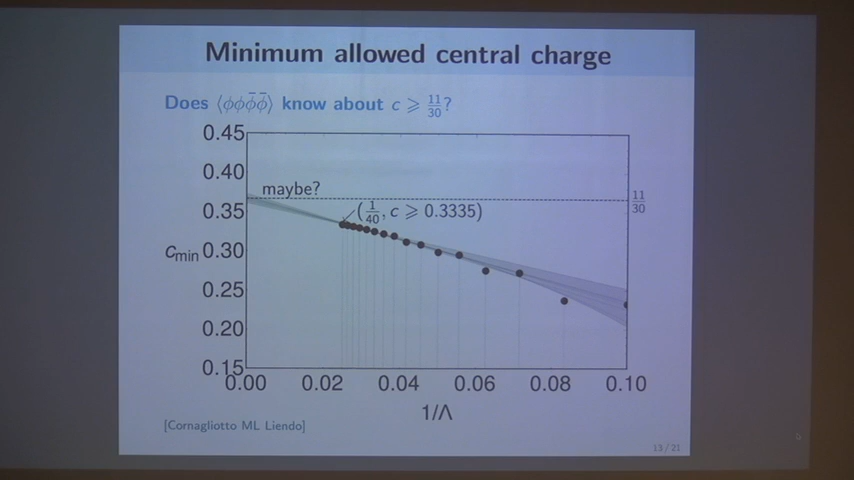 Minimum allowed central charge
Does ⟨ϕϕϕ̄ϕ̄⟩ know about c ⩾ 11/30?
0.45
0.40
maybe?
11/30
0.35
(1/40, c ⩾ 0.3335)
0.30
c_min
0.25
0.20
0.15
0.00 0.02 0.04 0.06 0.08 0.10
1/Λ
[Cornagliotto ML Liendo]
13 / 21